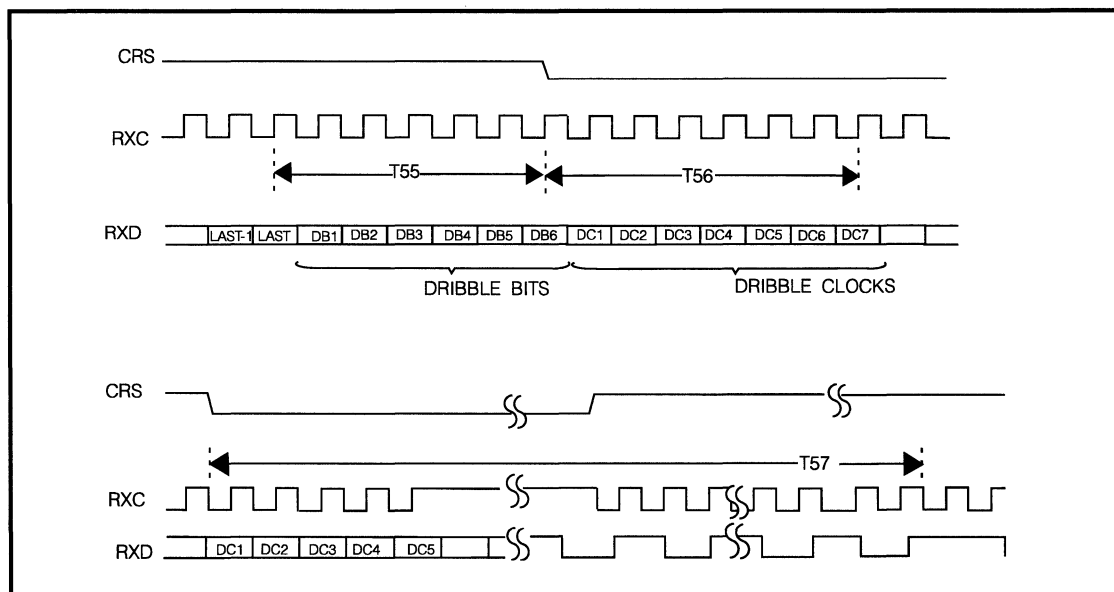 CRS
RXC
T55 T56
RXD LAST-1 LAST DB1 DB2 DB3 DB4 DB5 DB6 DC1 DC2 DC3 DC4 DC5 DC6 DC7
DRIBBLE BITS DRIBBLE CLOCKS
CRS
T57
RXC
RXD DC1 DC2 DC3 DC4 DC5